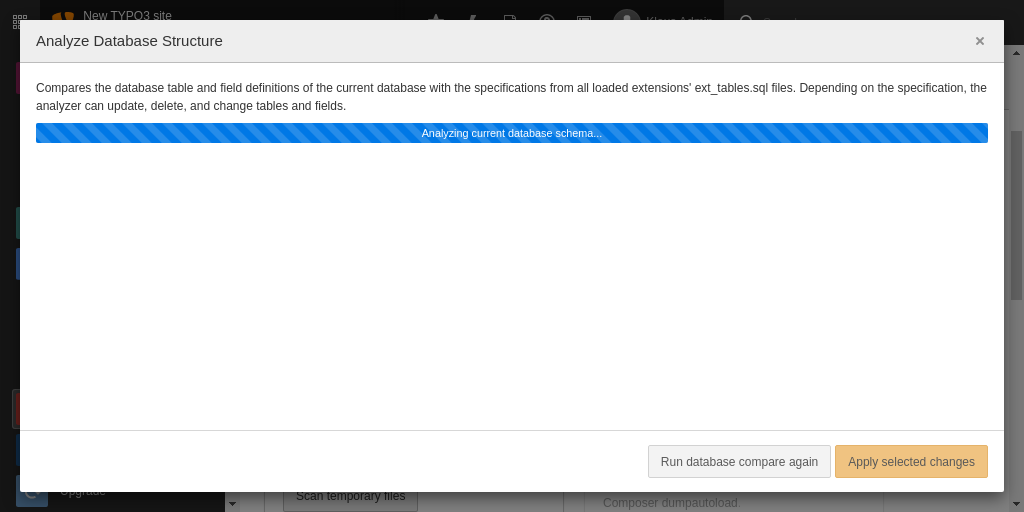 New TYPO3 site
Klaus Admin
Analyze Database Structure
×
Compares the database table and field definitions of the current database with the specifications from all loaded extensions' ext_tables.sql files. Depending on the specification, the
analyzer can update, delete, and change tables and fields.
Analyzing current database schema...
Run database compare again
Apply selected changes
Upgrade
Scan temporary files
Composer dumpautoload.